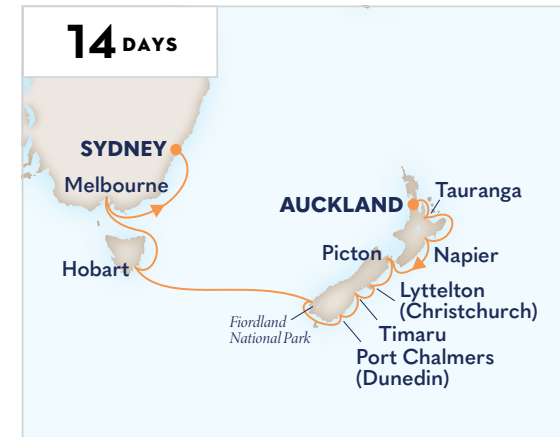 14 DAYS
SYDNEY
Melbourne
Hobart
AUCKLAND
Tauranga
Picton
Napier
Lyttelton
(Christchurch)
Fiordland
National Park
Timaru
Port Chalmers
(Dunedin)